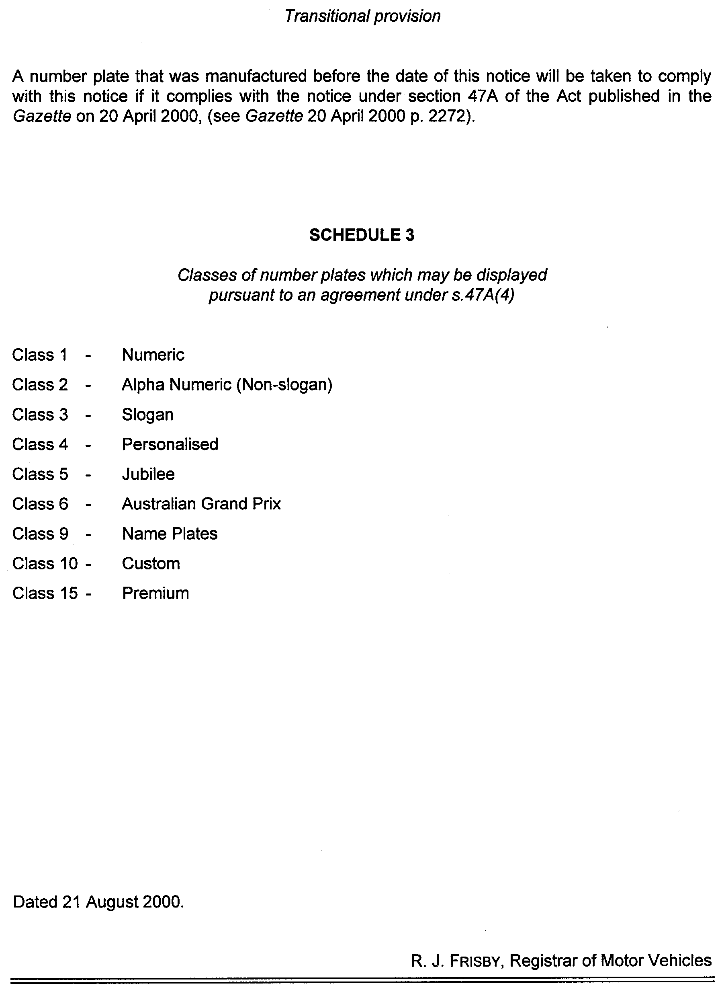 Transitional provision
A number plate that was manufactured before the date of this notice will be taken to comply
with this notice if it complies with the notice under section 47A of the Act published in the
Gazette on 20 April 2000, (see Gazette 20 April 2000 p. 2272).
SCHEDULE 3
Classes of number plates which may be displayed
pursuant to an agreement under s.47A(4)
Class 1 - Numeric
Class 2 - Alpha Numeric (Non-slogan)
Class 3 - Slogan
Class 4 - Personalised
Class 5 - Jubilee
Class 6 - Australian Grand Prix
Class 9 - Name Plates
Class 10 - Custom
Class 15 - Premium
Dated 21 August 2000.
R. J. FRISBY, Registrar of Motor Vehicles